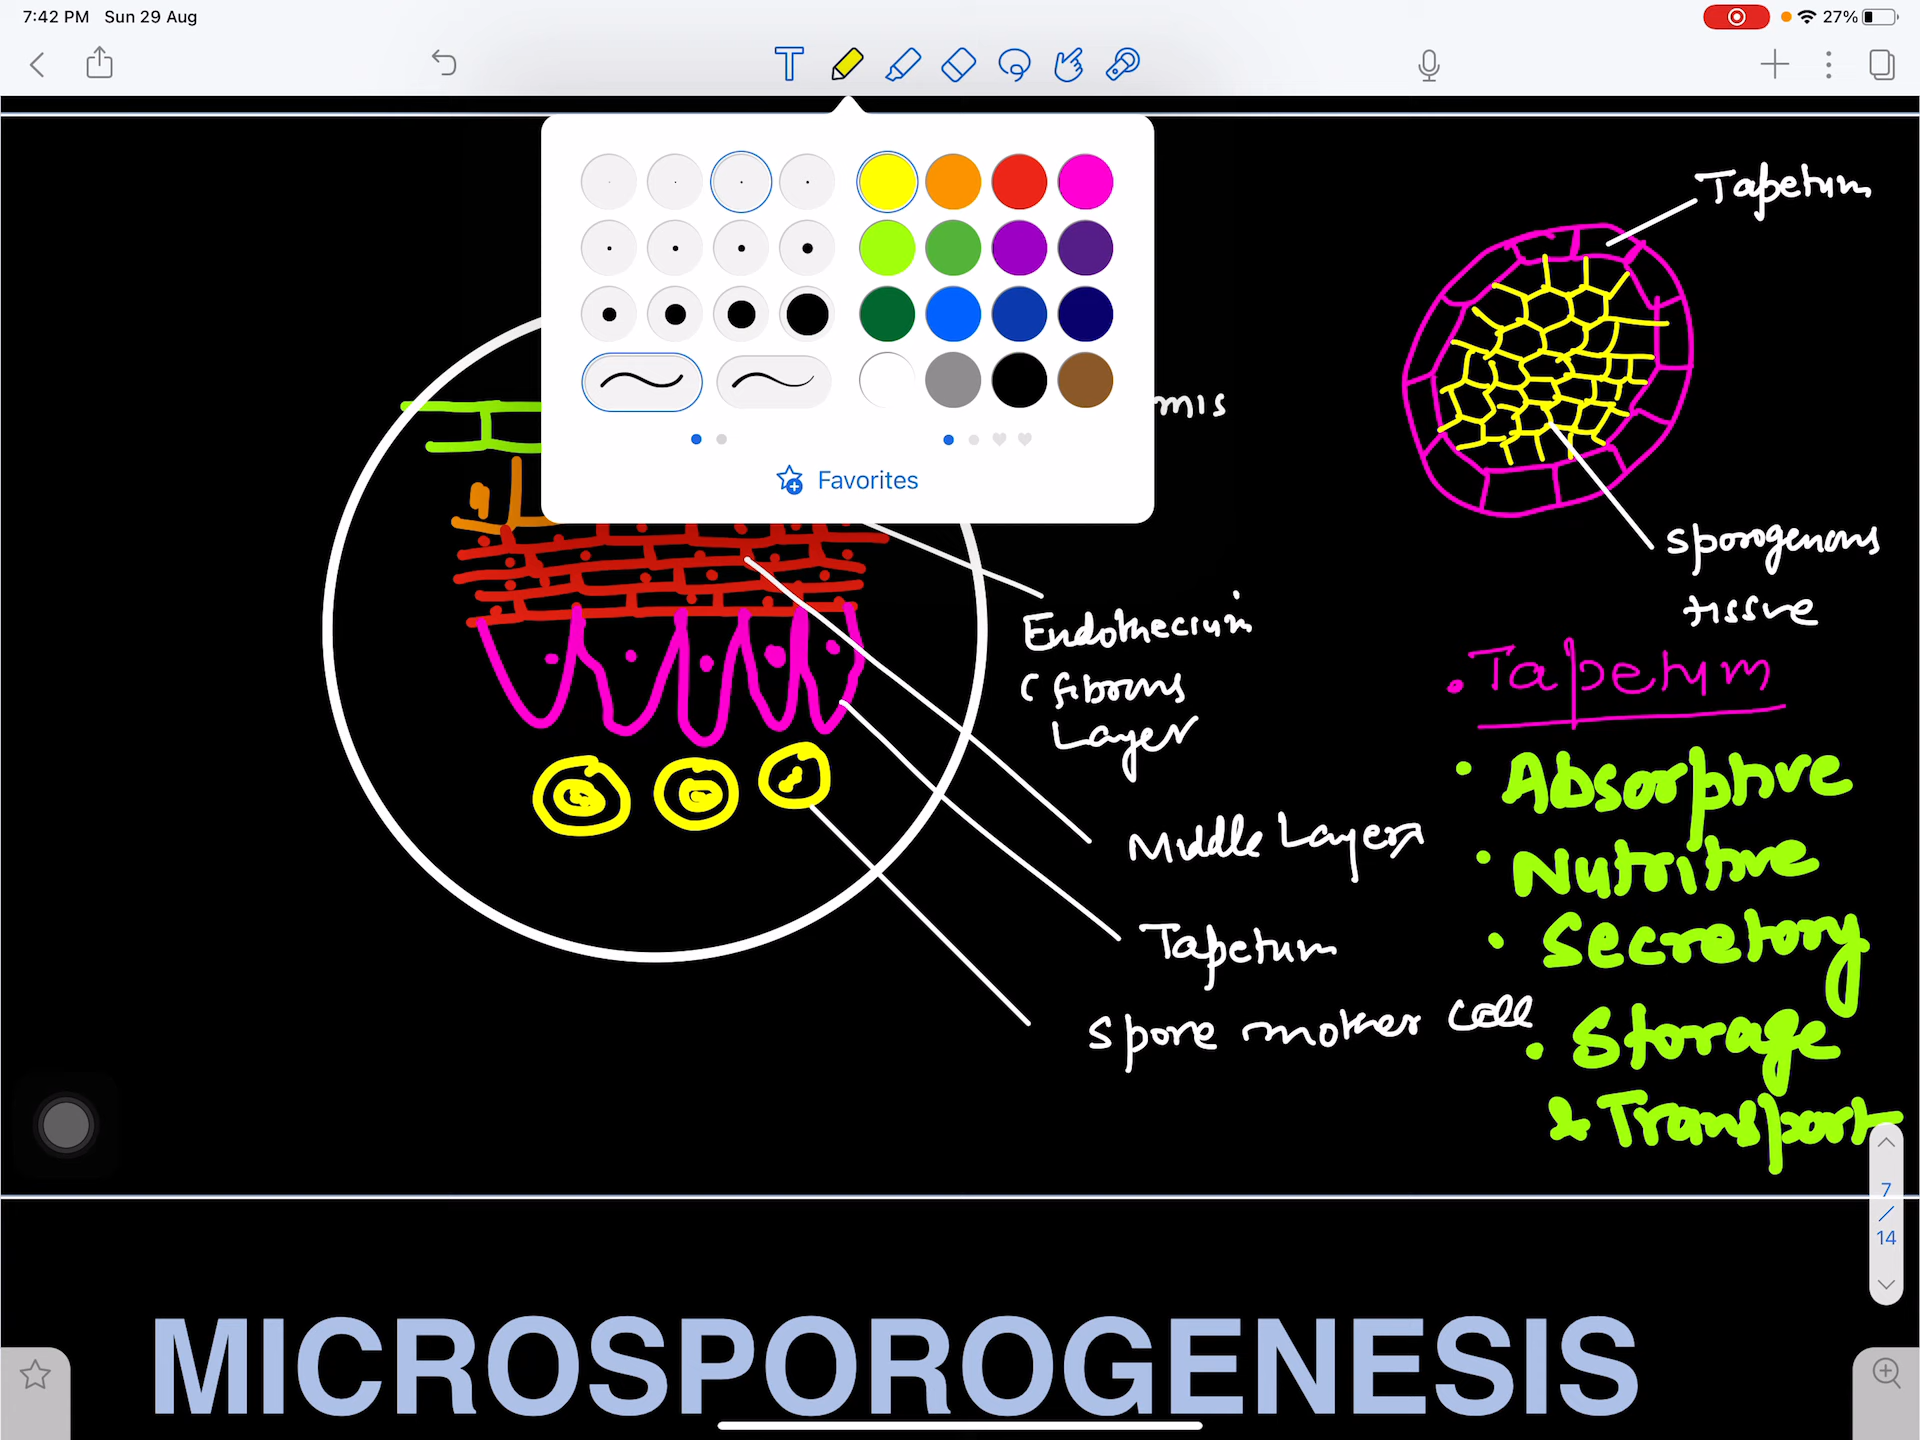 7:42 PM Sun 29 Aug
27%
Favorites
Tapetum
mis
Sporogenous
tissue
Endothecium
( fibrous
Layer
. Tapetum
• Absorptive
• Nutritive
• Secretory
• Storage
& Transport
Middle Layers
Tapetum
Spore mother cell
7
/
14
MICROSPOROGENESIS